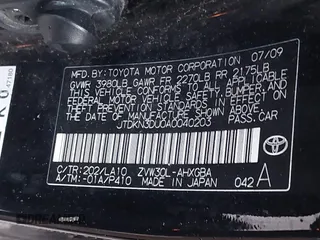 MFD. BY: TOYOTA MOTOR CORPORATION 07/09
GVWR 3980LB GAWR FR 2270LB RR 2175LB
THIS VEHICLE CONFORMS TO ALL APPLICABLE
FEDERAL MOTOR VEHICLE SAFETY, BUMPER, AND
THEFT PREVENTION STANDARDS IN EFFECT ON
THE DATE OF MANUFACTURE SHOWN ABOVE.
JTDKN3DU0A0040203 PASS. CAR
C/TR: 202/LA10 ZVW30L-AHXGBA
A/TM: -01A/P410 MADE IN JAPAN 042 A